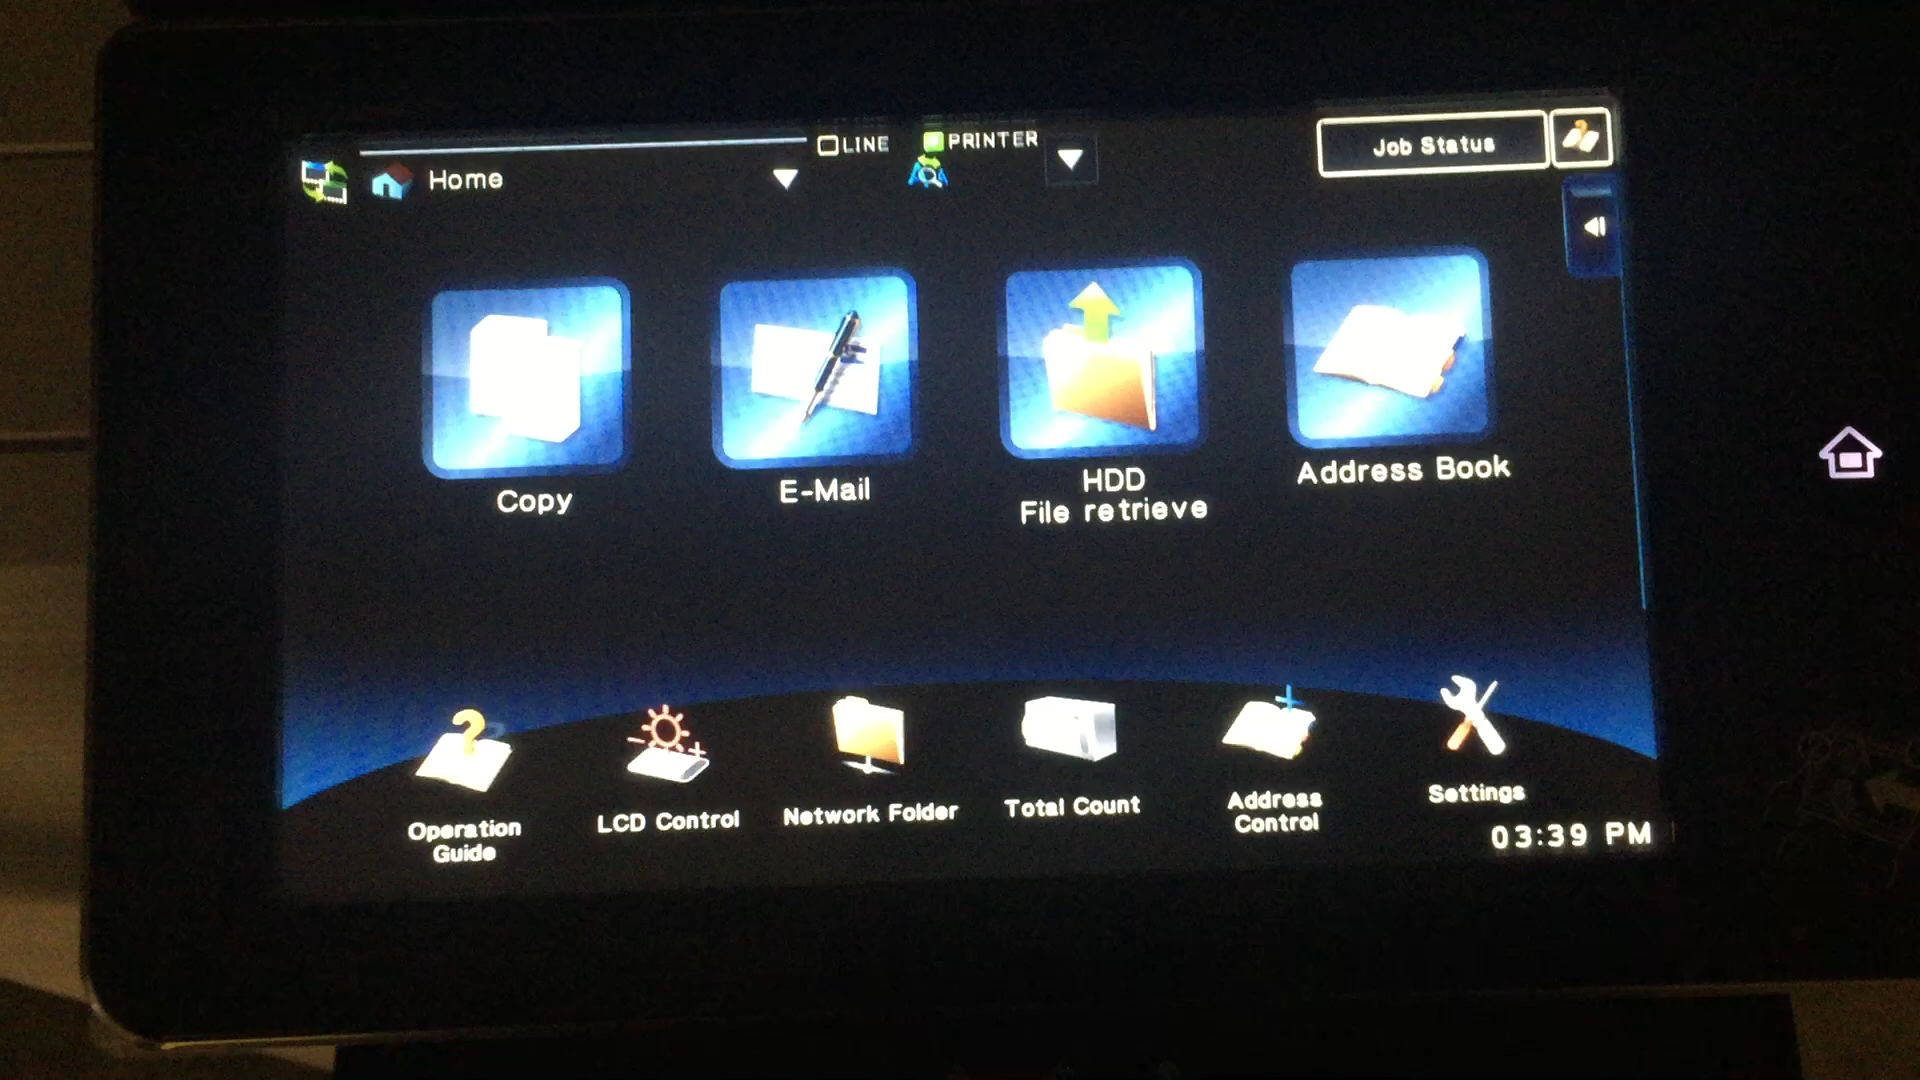 LINE
PRINTER
Job Status
Home
Copy
E-Mail
HDD
File retrieve
Address Book
Operation
Guide
LCD Control
Network Folder
Total Count
Address
Control
Settings
03:39 PM